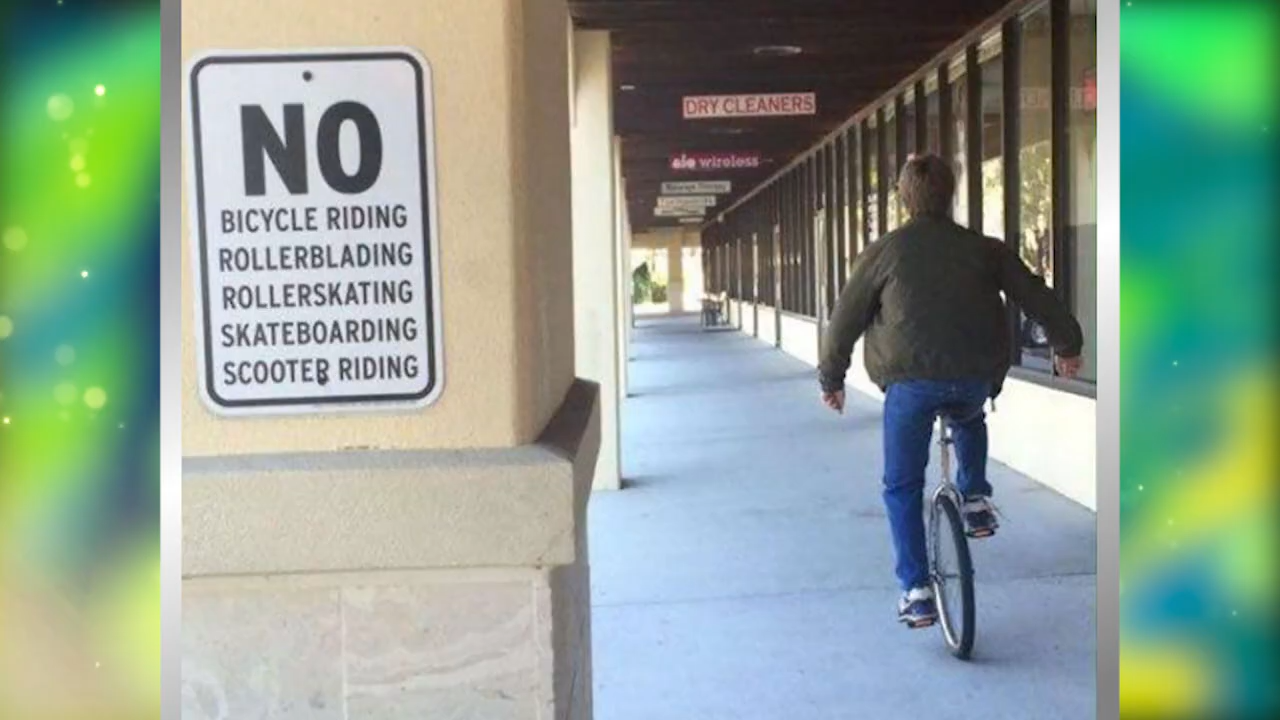 NO
BICYCLE RIDING
ROLLERBLADING
ROLLERSKATING
SKATEBOARDING
SCOOTER RIDING
DRY CLEANERS
wireless